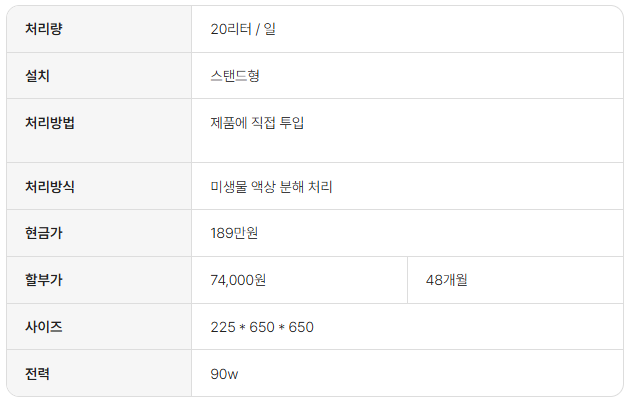 처리량 20리터 / 일
설치 스탠드형
처리방법 제품에 직접 투입
처리방식 미생물 액상 분해 처리
현금가 189만원
할부가 74,000원 48개월
사이즈 225 * 650 * 650
전력 90w